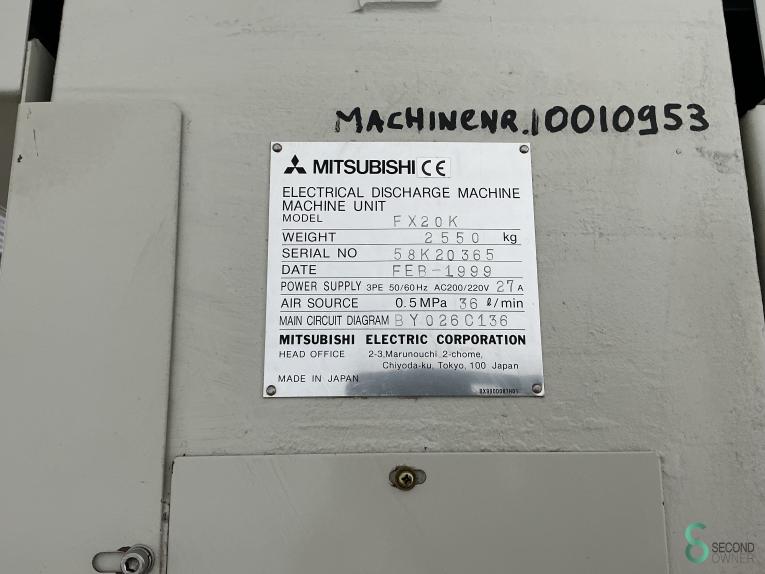 MACHINENR.10010953
MITSUBISHI CE
ELECTRICAL DISCHARGE MACHINE
MACHINE UNIT
MODEL FX20K
WEIGHT 2550 kg
SERIAL NO 58K20365
DATE FEB-1999
POWER SUPPLY 3PE 50/60Hz AC200/220V 27A
AIR SOURCE 0.5MPa 36ℓ/min
MAIN CIRCUIT DIAGRAM BY026C136
MITSUBISHI ELECTRIC CORPORATION
HEAD OFFICE 2-3,Marunouchi 2-chome,
Chiyoda-ku, Tokyo, 100 Japan
MADE IN JAPAN
SECOND
OWNER